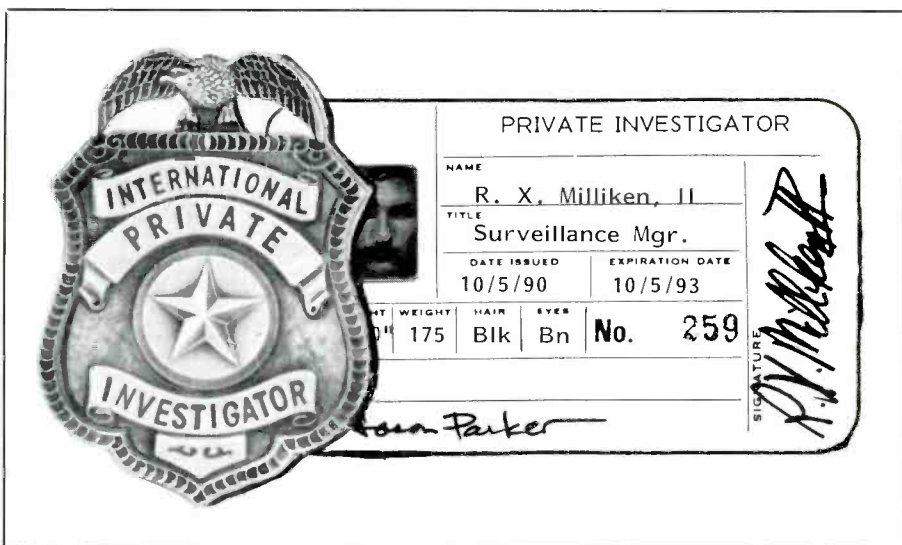 INTERNATIONAL
PRIVATE
INVESTIGATOR
PRIVATE INVESTIGATOR
NAME
R. X. Milliken, II
TITLE
Surveillance Mgr.
DATE ISSUED
EXPIRATION DATE
10/5/90
10/5/93
WEIGHT HAIR EYES
175 Blk Bn No. 259
Parker
SIGNATURE